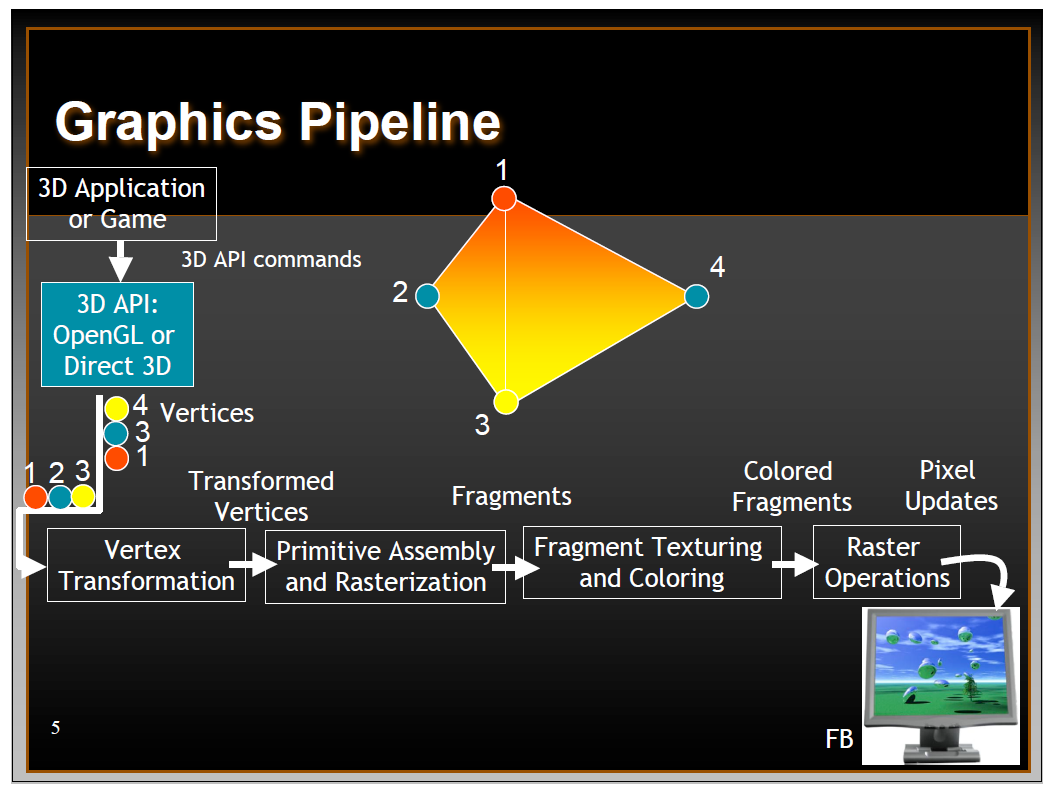 Graphics Pipeline
1
3D Application
or Game
3D API commands
4
2
3D API:
OpenGL or
Direct 3D
4
Vertices
3
3
1
1 2 3
Transformed
Vertices
Fragments
Colored
Fragments
Pixel
Updates
Vertex
Transformation
Primitive Assembly
and Rasterization
Fragment Texturing
and Coloring
Raster
Operations
5
FB